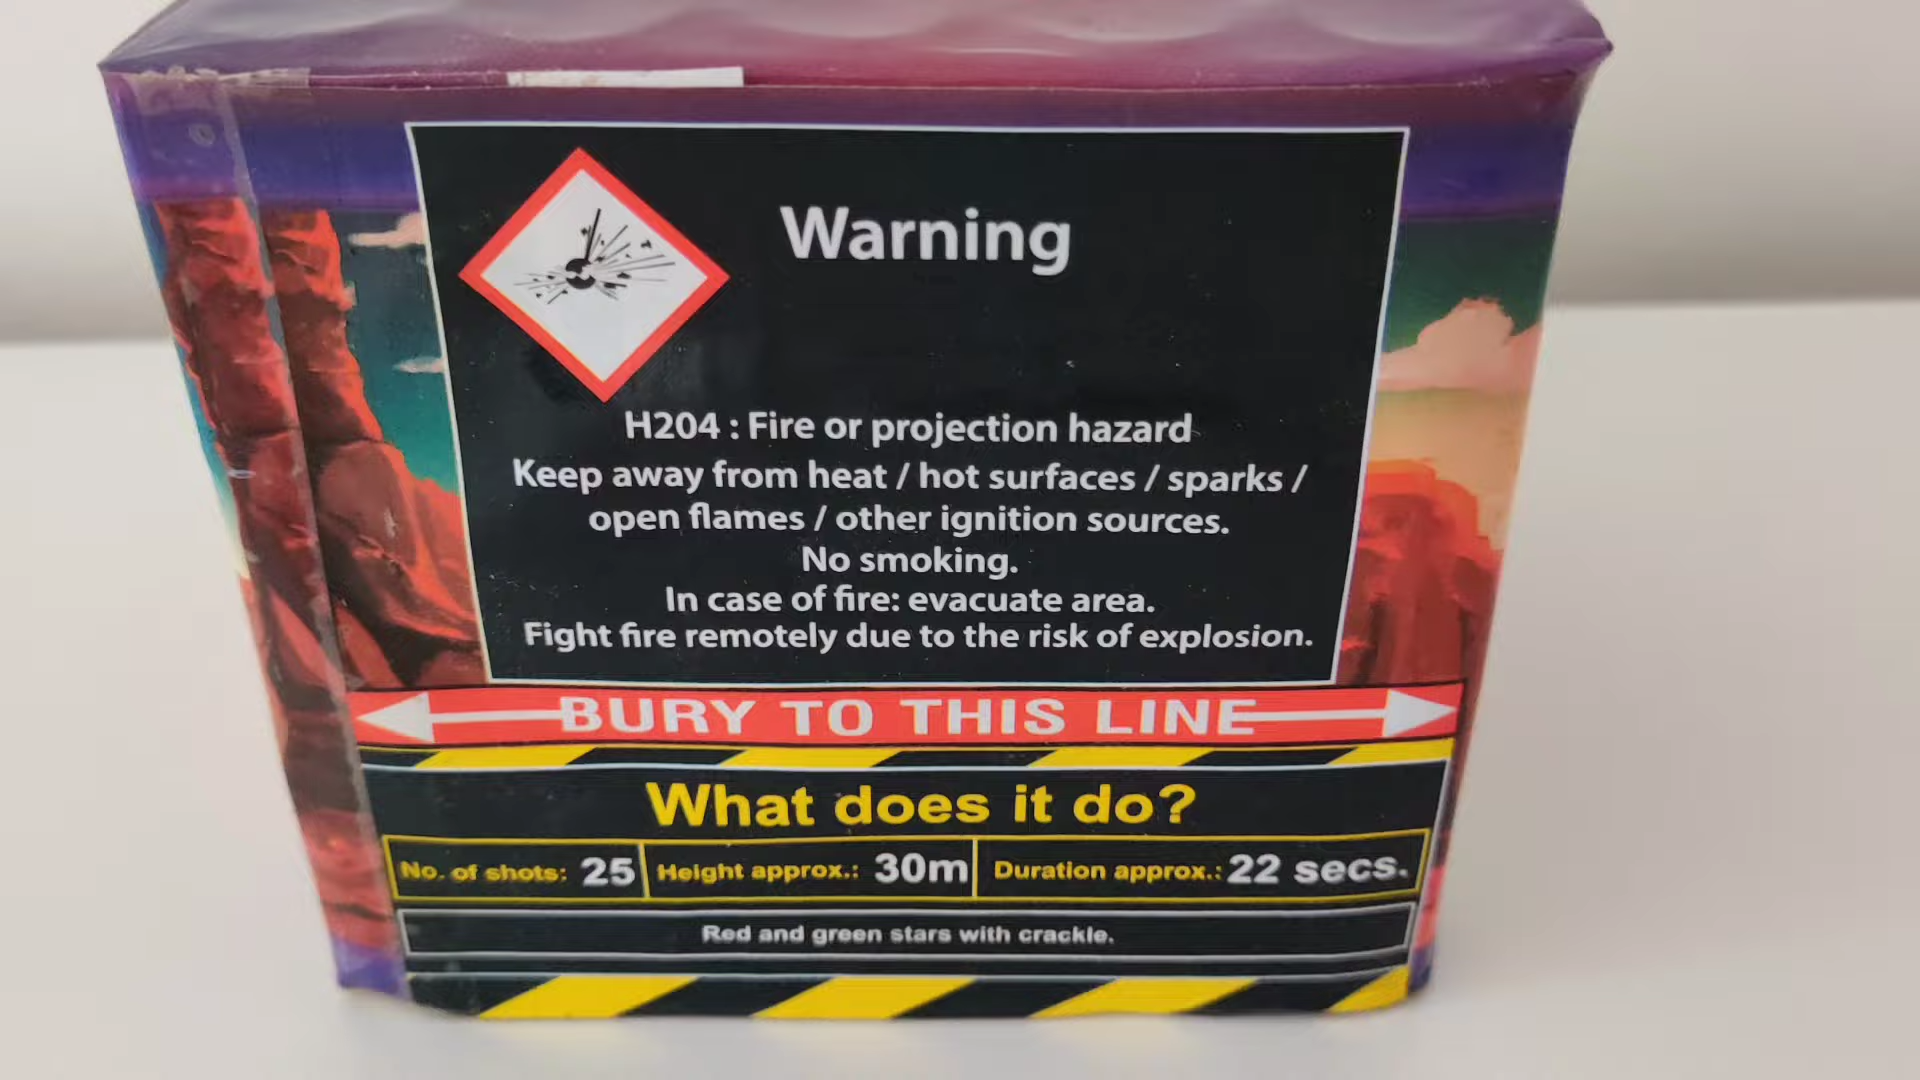 Warning
H204 : Fire or projection hazard
Keep away from heat / hot surfaces / sparks /
open flames / other ignition sources.
No smoking.
In case of fire: evacuate area.
Fight fire remotely due to the risk of explosion.
BURY TO THIS LINE
What does it do?
No. of shots: 25 Height approx.: 30m Duration approx.: 22 secs.
Red and green stars with crackle.